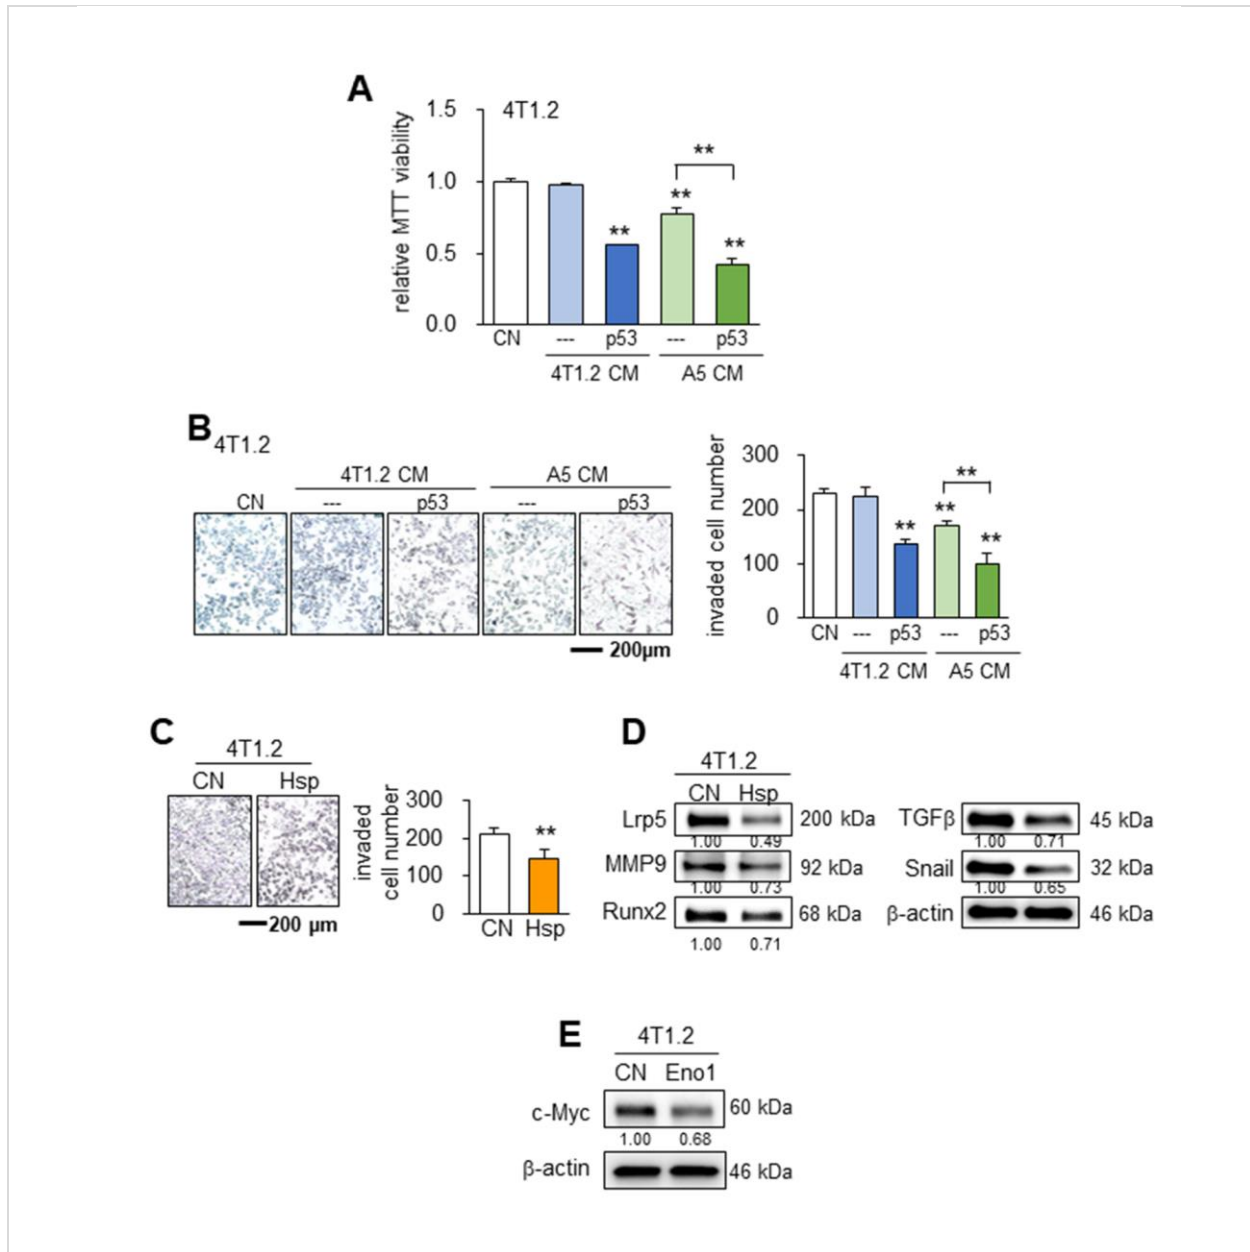 A
4T1.2
relative MTT viability
1.5
1.0
0.5
0.0
**
**
**
**
CN --- p53 --- p53
4T1.2 CM A5 CM
B
4T1.2
4T1.2 CM A5 CM
CN --- p53 --- p53
200µm
invaded cell number
300
200
100
0
**
**
**
**
CN --- p53 --- p53
4T1.2 CM A5 CM
C
4T1.2
CN Hsp
200 µm
invaded
cell number
300
200
100
0
**
CN Hsp
D
4T1.2
CN Hsp
Lrp5 200 kDa
1.00 0.49
MMP9 92 kDa
1.00 0.73
Runx2 68 kDa
1.00 0.71
TGFβ 45 kDa
1.00 0.71
Snail 32 kDa
1.00 0.65
β-actin 46 kDa
E
4T1.2
CN Eno1
c-Myc 60 kDa
1.00 0.68
β-actin 46 kDa